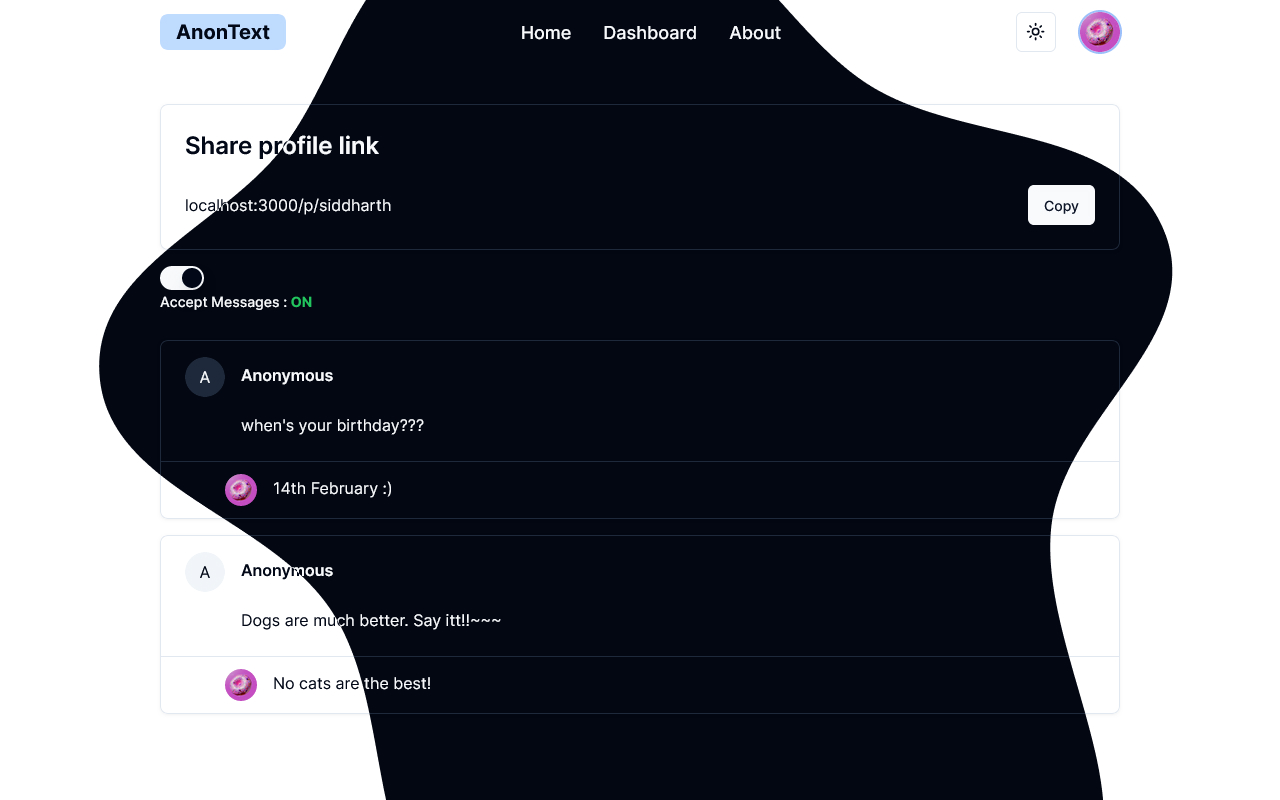 AnonText
Home Dashboard About
Share profile link
localhost:3000/p/siddharth
Copy
Accept Messages : ON
A
Anonymous
when's your birthday???
14th February :)
A
Anonymous
Dogs are much better. Say itt!!~~~
No cats are the best!